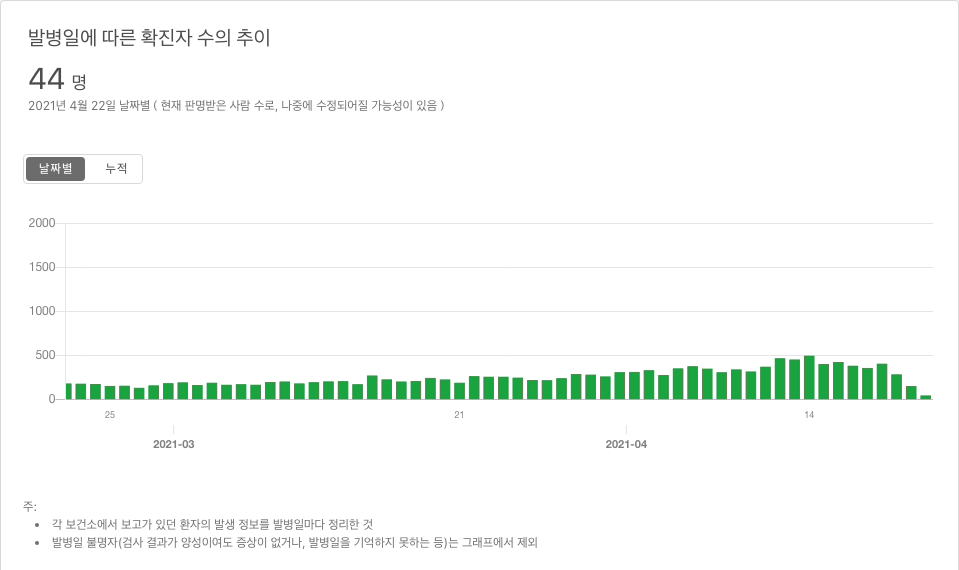 발병일에 따른 확진자 수의 추이
44 명
2021년 4월 22일 날짜별 ( 현재 판명받은 사람 수로, 나중에 수정되어질 가능성이 있음 )
날짜별 누적
2000
1500
1000
500
0
25 21 14
2021-03 2021-04
주:
• 각 보건소에서 보고가 있던 환자의 발생 정보를 발병일마다 정리한 것
• 발병일 불명자(검사 결과가 양성이여도 증상이 없거나, 발병일을 기억하지 못하는 등)는 그래프에서 제외